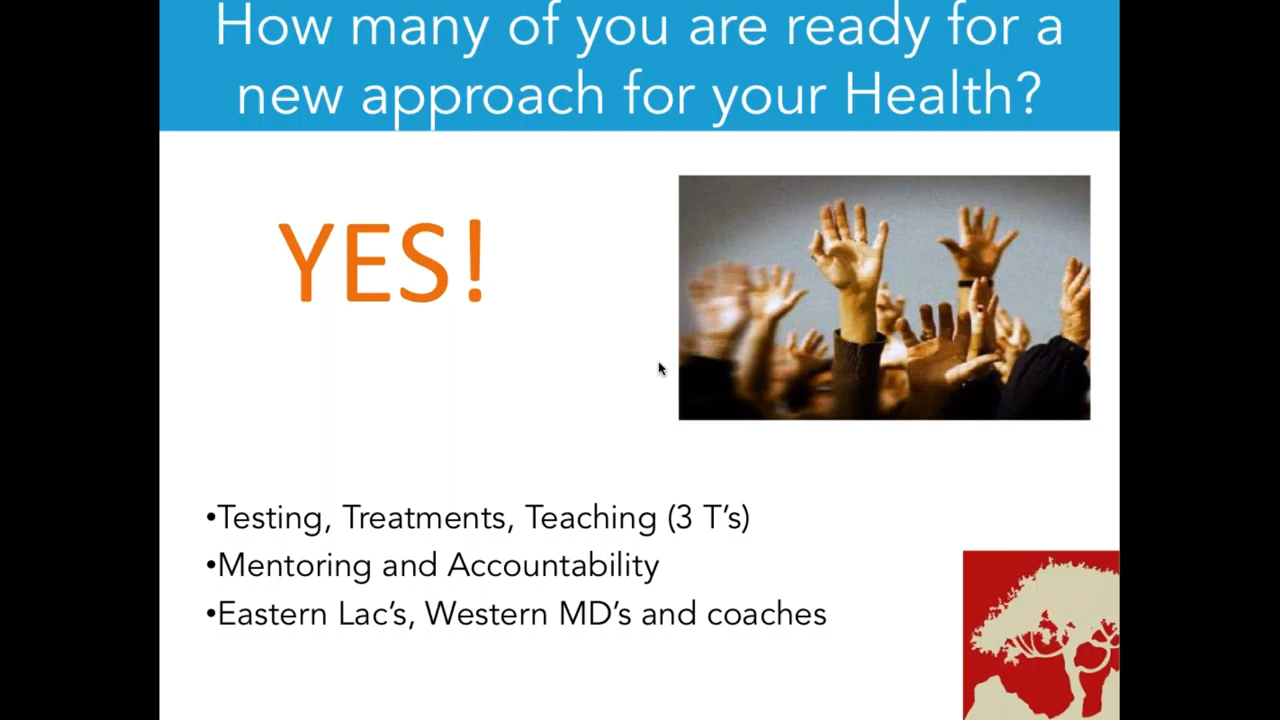 How many of you are ready for a
new approach for your Health?
YES!
•Testing, Treatments, Teaching (3 T's)
•Mentoring and Accountability
•Eastern Lac's, Western MD's and coaches